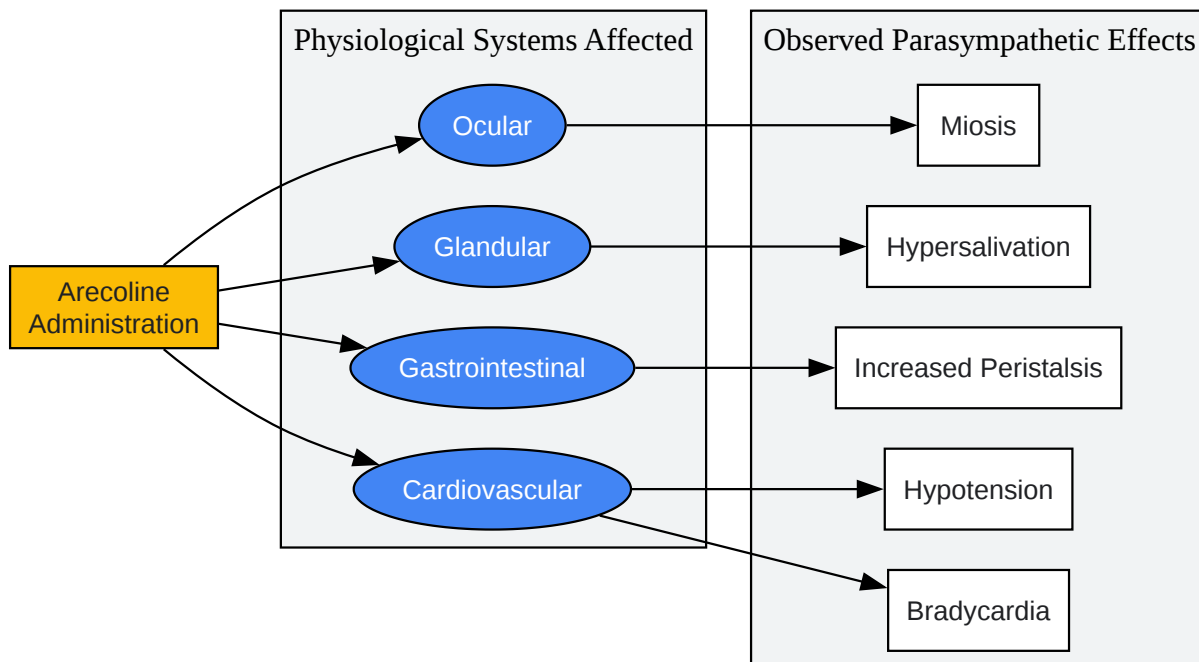 Physiological Systems Affected
Observed Parasympathetic Effects
Arecoline
Administration
Ocular
Miosis
Glandular
Hypersalivation
Gastrointestinal
Increased Peristalsis
Cardiovascular
Hypotension
Bradycardia